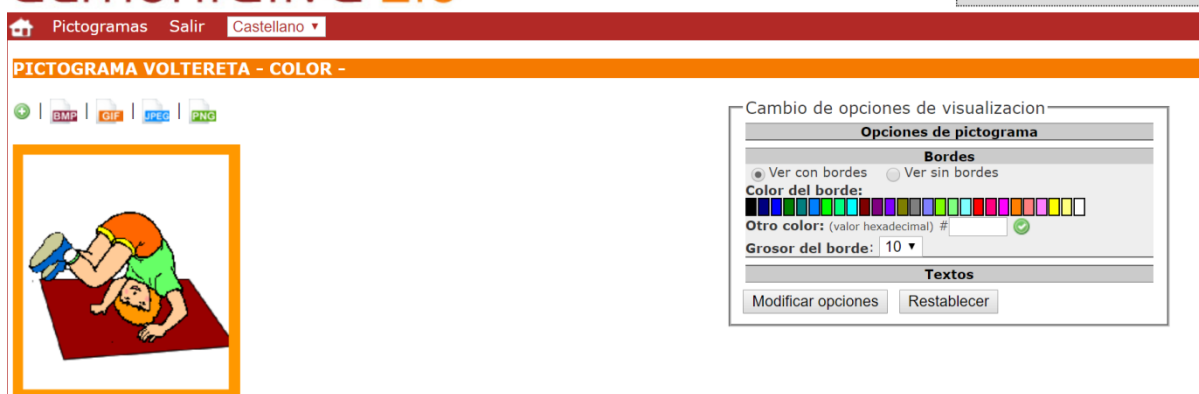 Pictogramas Salir Castellano ▼
PICTOGRAMA VOLTERETA - COLOR -
| BMP | GIF | JPEG | PNG
Cambio de opciones de visualizacion
Opciones de pictograma
Bordes
Ver con bordes Ver sin bordes
Color del borde:
Otro color: (valor hexadecimal) #
Grosor del borde: 10 ▼
Textos
Modificar opciones Restablecer